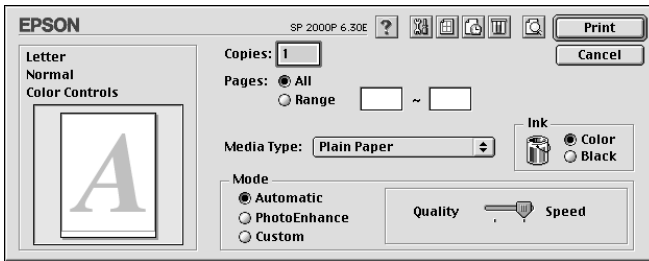 EPSON
SP 2000P 6.30E ? Print
Letter
Normal
Color Controls
A
Copies: 1
Cancel
Pages: All
Range ~
Media Type: Plain Paper
Ink
Color
Black
Mode
Automatic
PhotoEnhance
Custom
Quality Speed